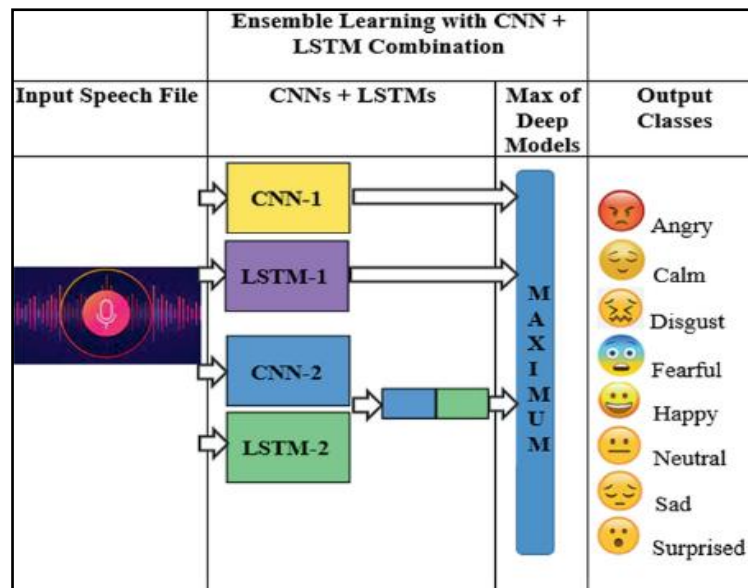 Ensemble Learning with CNN +
LSTM Combination
Input Speech File
CNNs + LSTMs
Max of
Deep
Models
Output
Classes
CNN-1
LSTM-1
CNN-2
LSTM-2
MAXIMUM
Angry
Calm
Disgust
Fearful
Happy
Neutral
Sad
Surprised